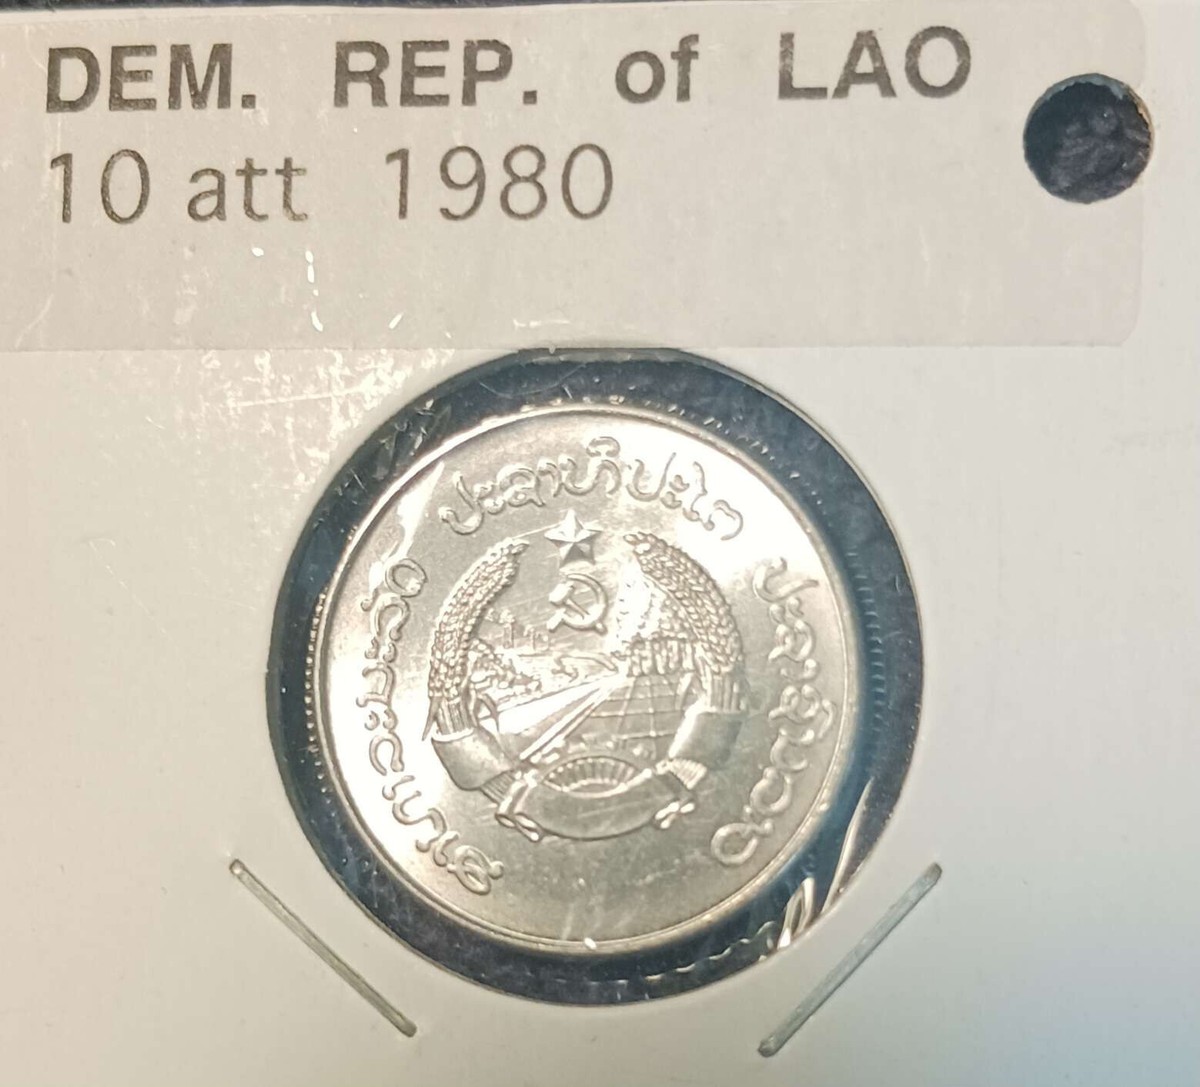 DEM. REP. of LAO
10 att 1980
ສາທາລະນະລັດ
ປະຊາທິປະໄຕ
ປະຊາຊົນລາວ